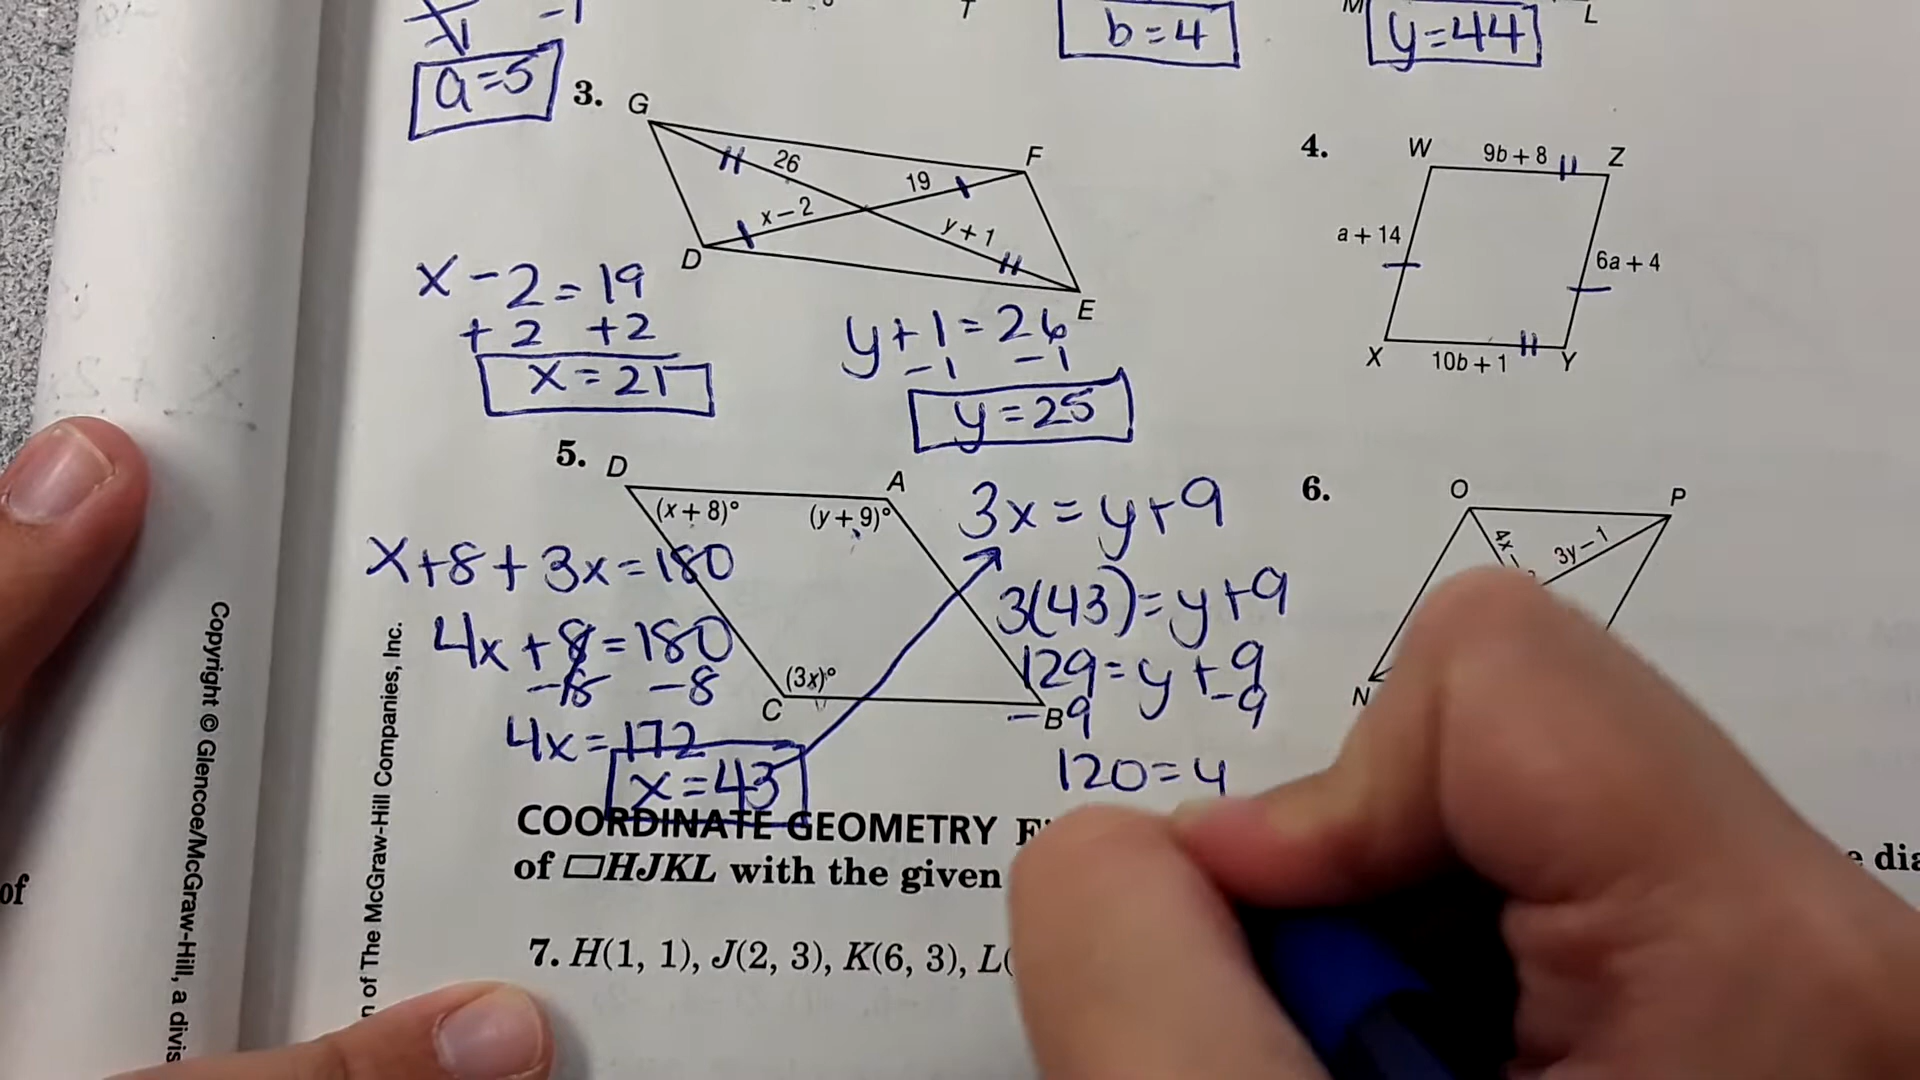 a=5
b=4
y=44
T
M
L
3. G
26
19
F
x – 2
y + 1
D
E
x - 2 = 19
+ 2 + 2
x = 21
y + 1 = 26
- 1 - 1
y = 25
4. W 9b + 8 Z
a + 14
6a + 4
X 10b + 1 Y
5. D
A
(x + 8)°
(y + 9)°
(3x)°
C
B
x+8+3x=180
4x+8=180
-8 -8
4x=172
x=43
3x=y+9
3(43)=y+9
129=y+9
-9 -9
120=y
6. O
P
3y – 1
4x
N
COORDINATE GEOMETRY
of ▱HJKL with the given
7. H(1, 1), J(2, 3), K(6, 3), L(
of
Copyright © Glencoe/McGraw-Hill, a divis
n of The McGraw-Hill Companies, Inc.